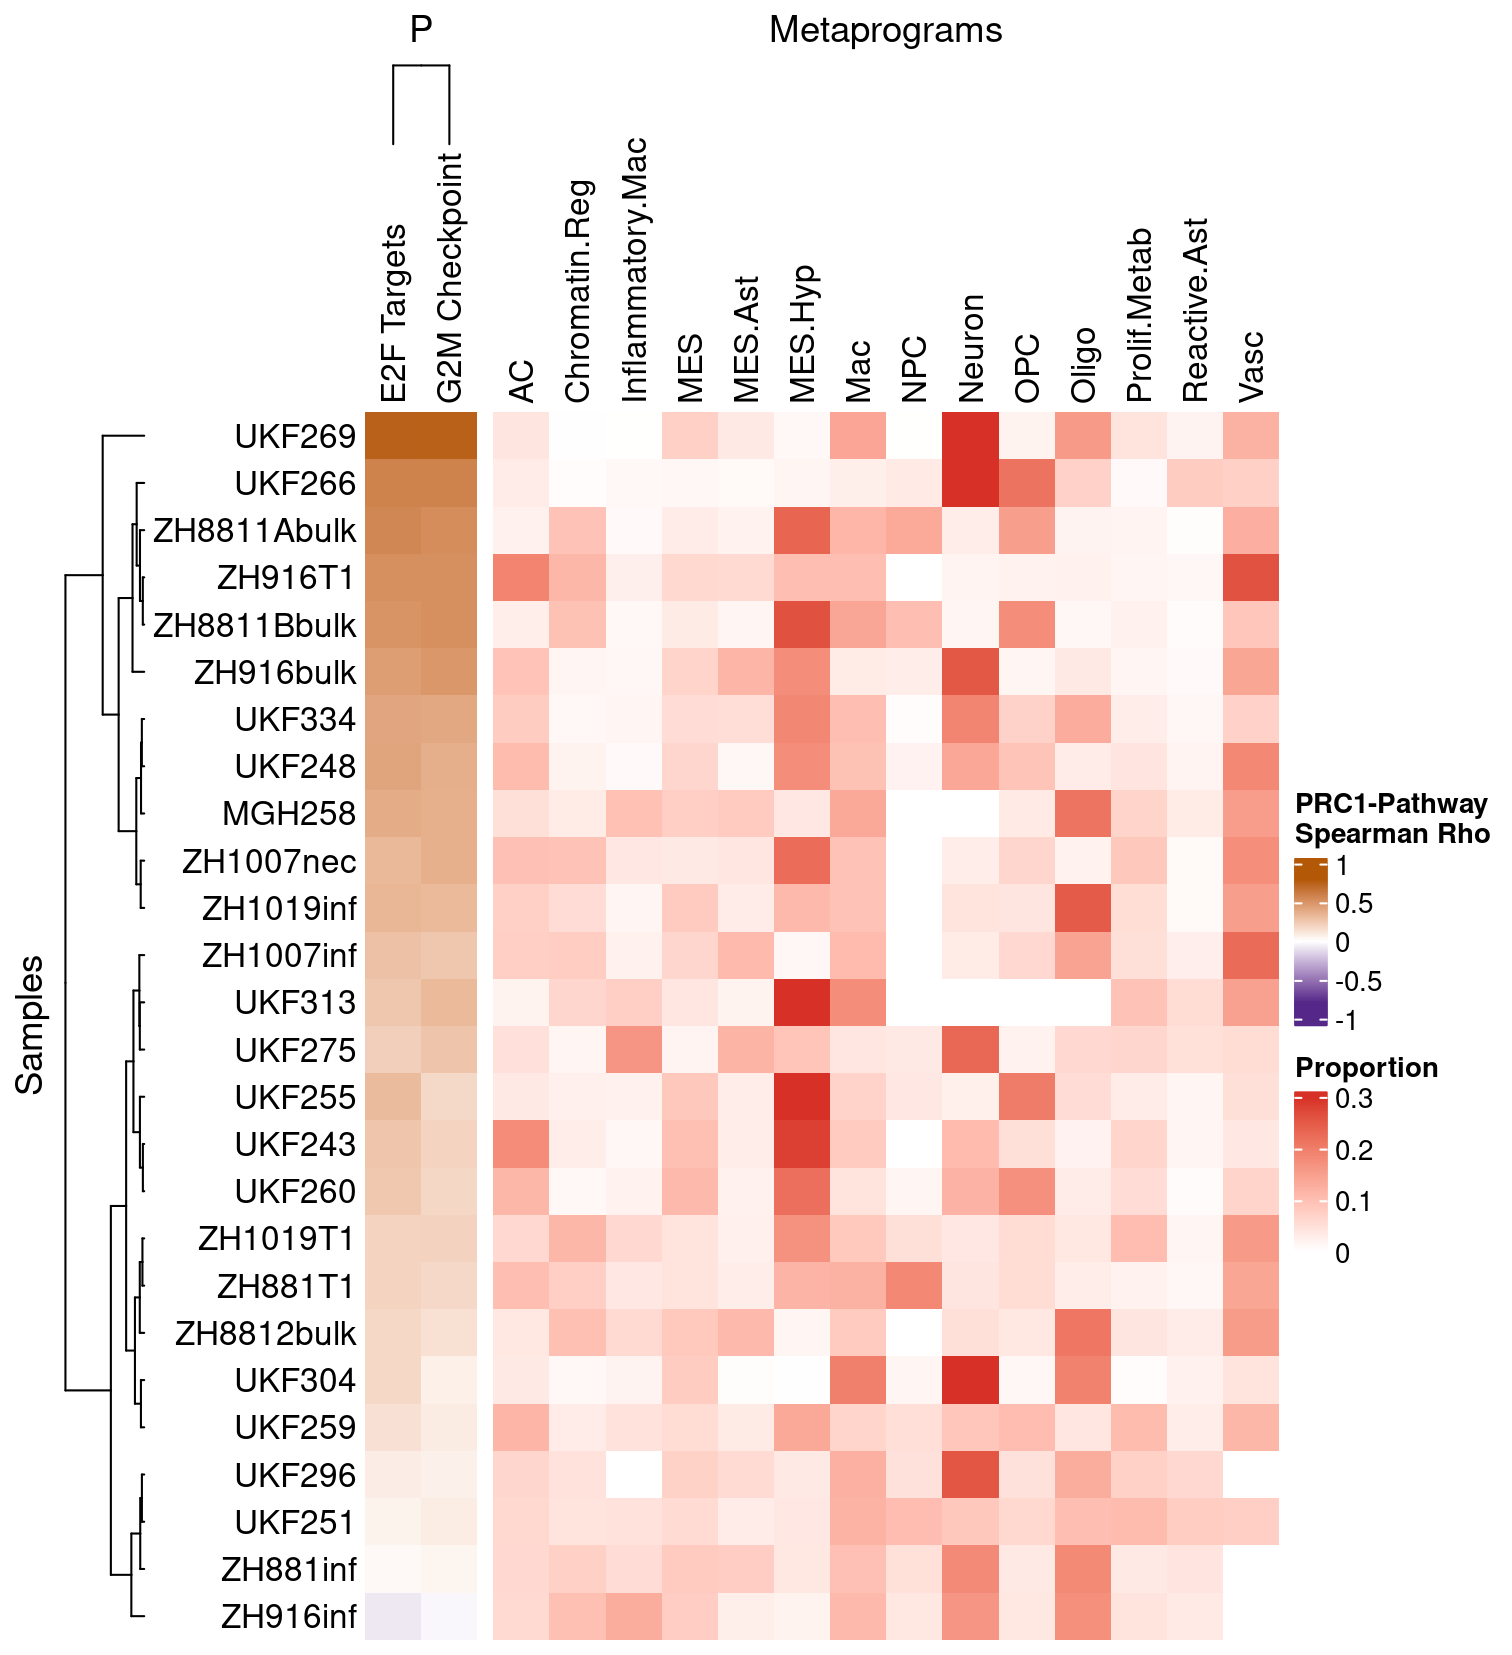 P
Metaprograms
E2F Targets
G2M Checkpoint
AC
Chromatin.Reg
Inflammatory.Mac
MES
MES.Ast
MES.Hyp
Mac
NPC
Neuron
OPC
Oligo
Prolif.Metab
Reactive.Ast
Vasc
Samples
UKF269
UKF266
ZH8811Abulk
ZH916T1
ZH8811Bbulk
ZH916bulk
UKF334
UKF248
MGH258
ZH1007nec
ZH1019inf
ZH1007inf
UKF313
UKF275
UKF255
UKF243
UKF260
ZH1019T1
ZH881T1
ZH8812bulk
UKF304
UKF259
UKF296
UKF251
ZH881inf
ZH916inf
PRC1-Pathway
Spearman Rho
1
0.5
0
-0.5
-1
Proportion
0.3
0.2
0.1
0